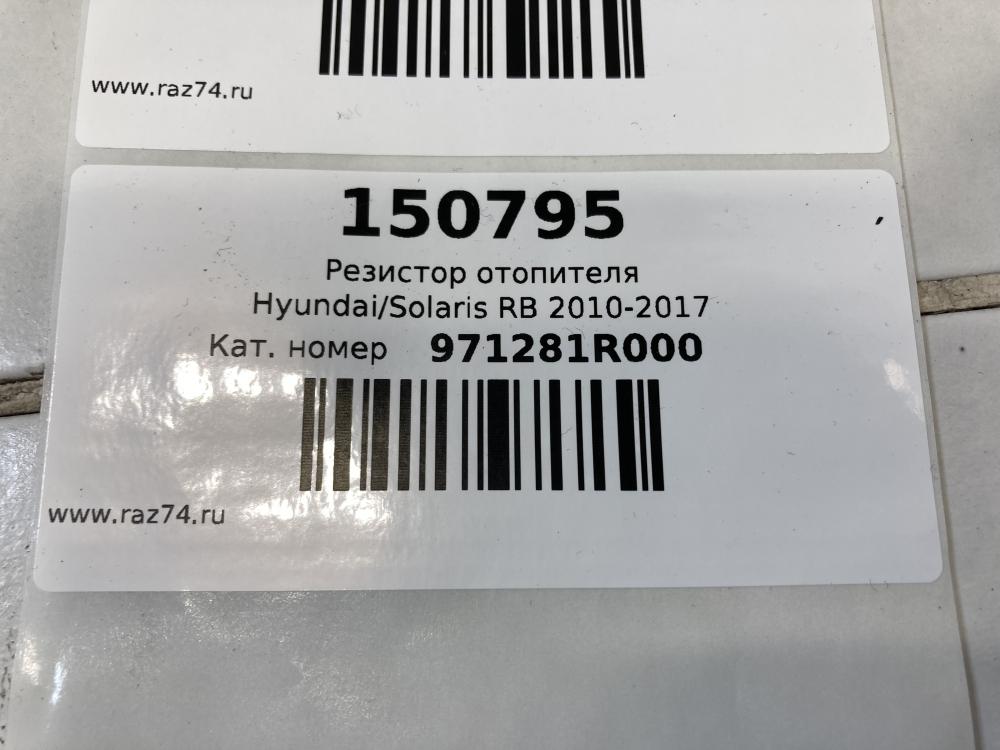 www.raz74.ru
150795
Резистор отопителя
Hyundai/Solaris RB 2010-2017
Кат. номер 971281R000
www.raz74.ru